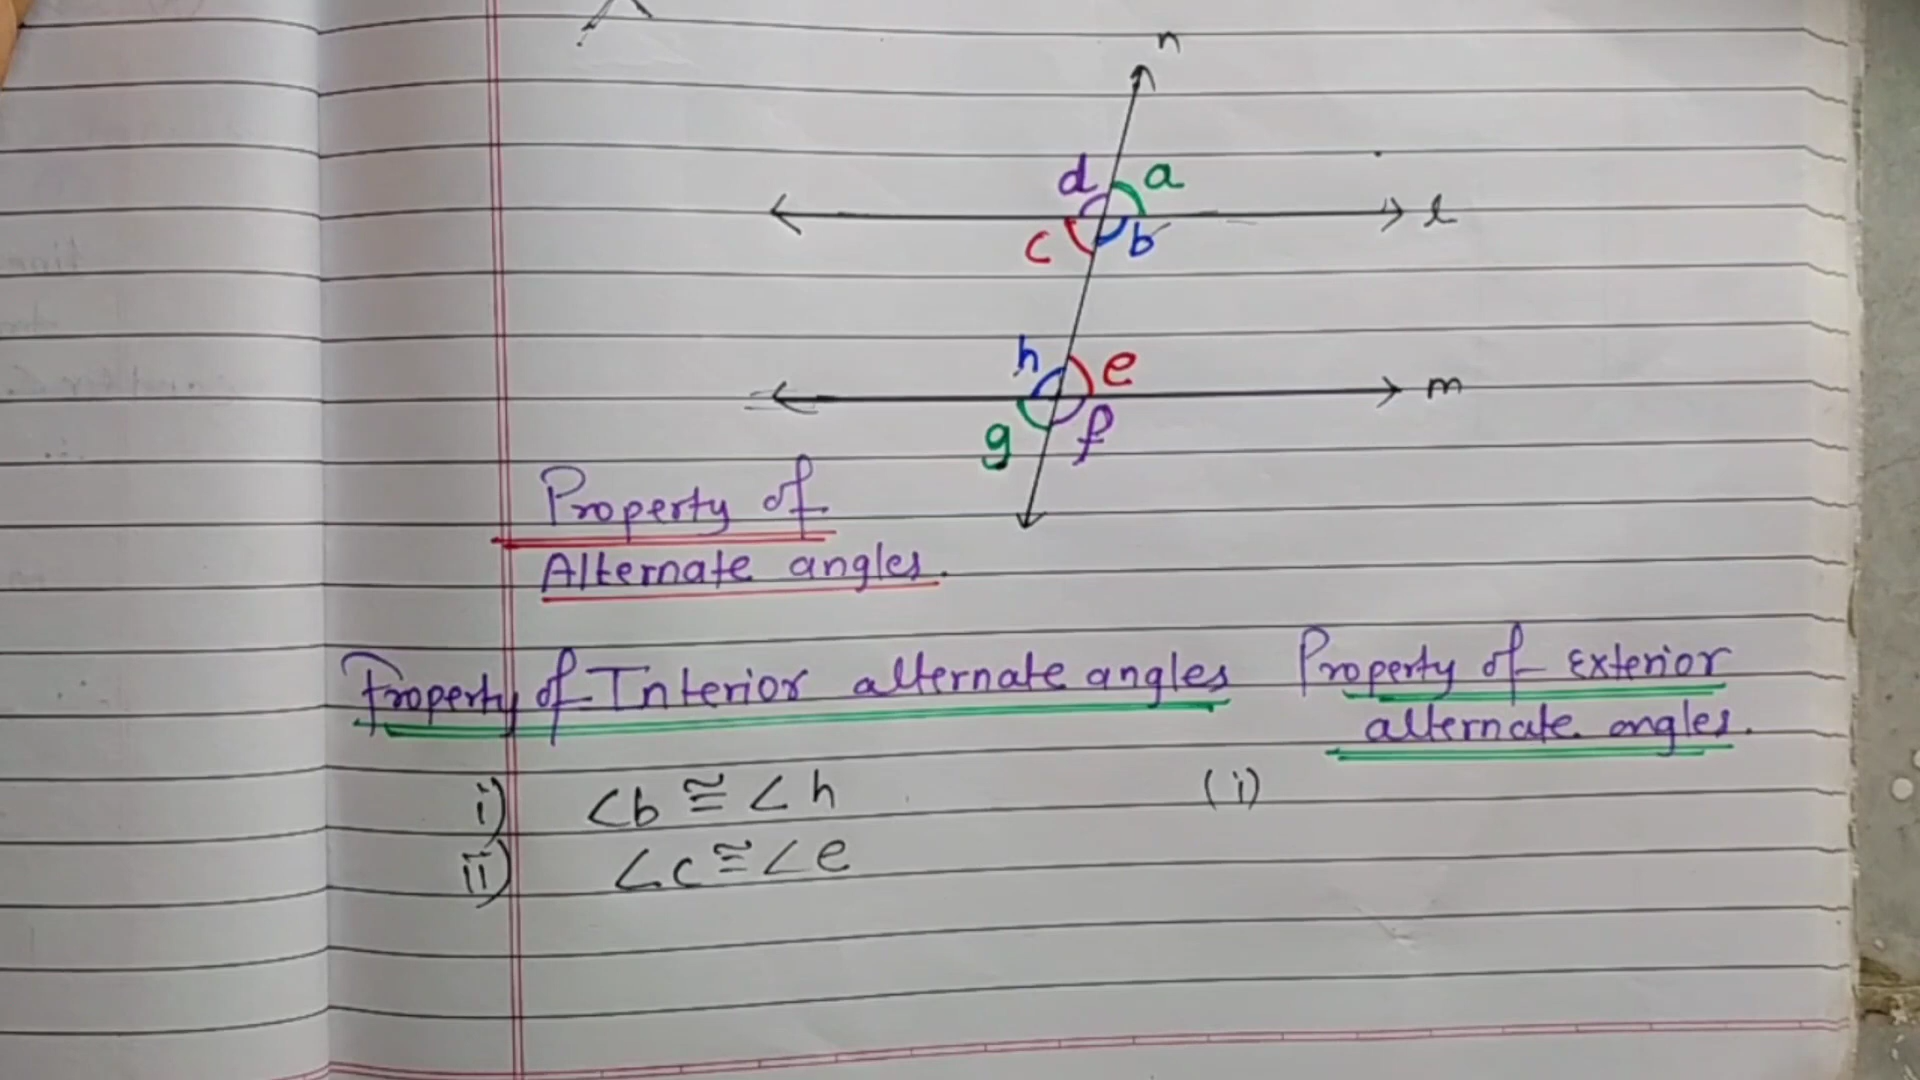 n
d a
l
c b
h e
m
g f
Property of
Alternate angles.
Property of Interior alternate angles
i) ∠b ≅ ∠h
ii) ∠c ≅ ∠e
Property of exterior
alternate angles.
(i)